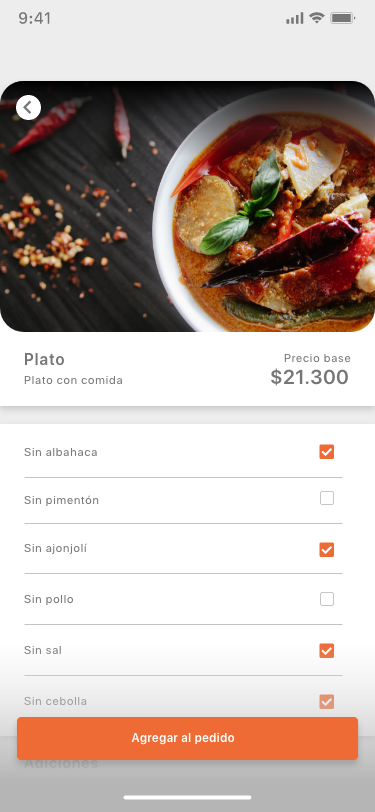 9:41
Plato
Precio base
Plato con comida
$21.300
Sin albahaca
Sin pimentón
Sin ajonjolí
Sin pollo
Sin sal
Sin cebolla
Agregar al pedido
Adiciones